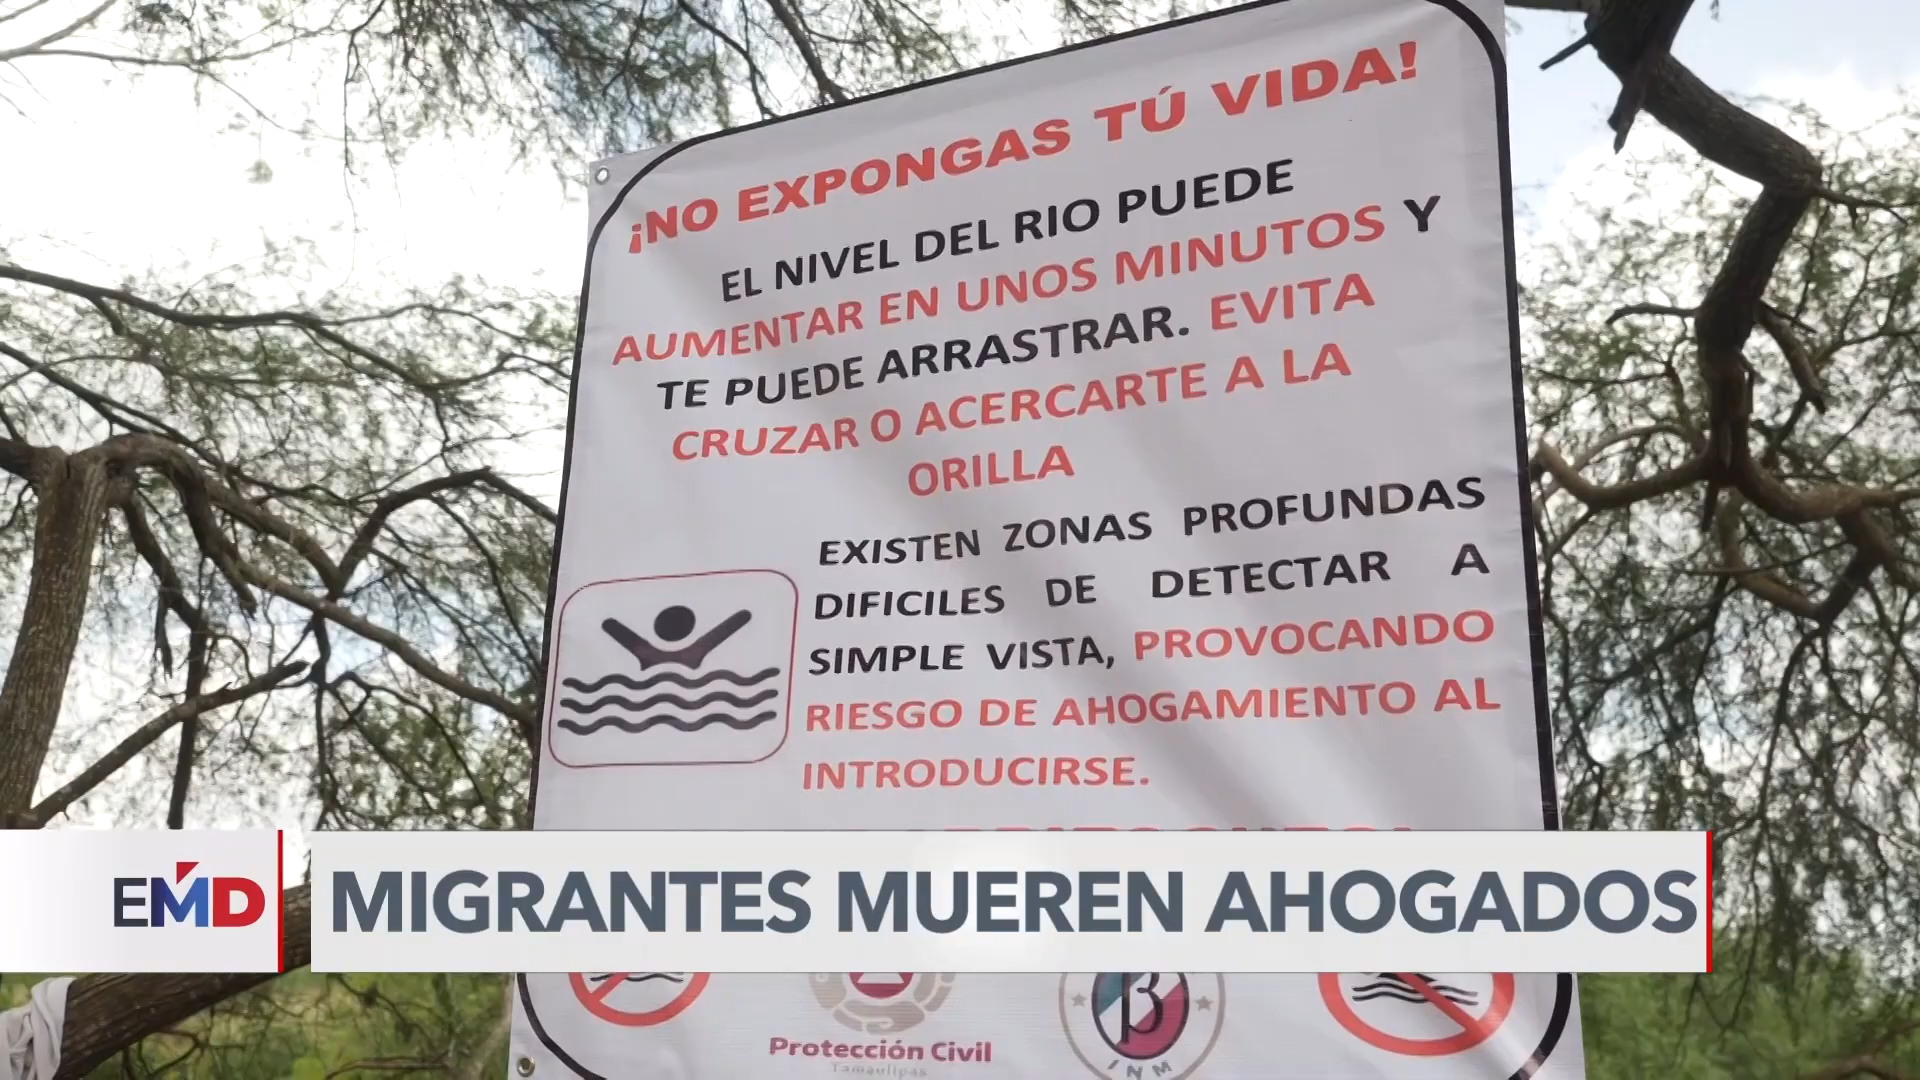 ¡NO EXPONGAS TÚ VIDA!
EL NIVEL DEL RIO PUEDE
AUMENTAR EN UNOS MINUTOS Y
TE PUEDE ARRASTRAR. EVITA
CRUZAR O ACERCARTE A LA
ORILLA
EXISTEN ZONAS PROFUNDAS
DIFICILES DE DETECTAR A
SIMPLE VISTA, PROVOCANDO
RIESGO DE AHOGAMIENTO AL
INTRODUCIRSE.
EMD
MIGRANTES MUEREN AHOGADOS
Protección Civil
Tamaulipas
β
INM